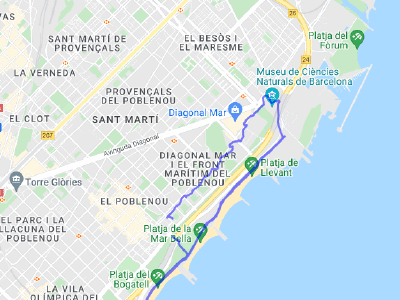 EL BESÒS I
EL MARESME
26
Platja del
Fòrum
SANT MARTÍ DE
PROVENÇALS
24
LA VERNEDA
Museu de Ciències
Naturals de Barcelona
PROVENÇALS
DEL POBLENOU
Diagonal Mar
EL CLOT
SANT MARTÍ
267
Avinguda Diagonal
DIAGONAL MAR
I EL FRONT
MARÍTIM DEL
POBLENOU
Platja de
Llevant
Torre Glòries
EL POBLENOU
EL PARC I LA
LLACUNA DEL
POBLENOU
Platja de la
Mar Bella
Platja del
Bogatell
LA VILA
OLÍMPICA DEL